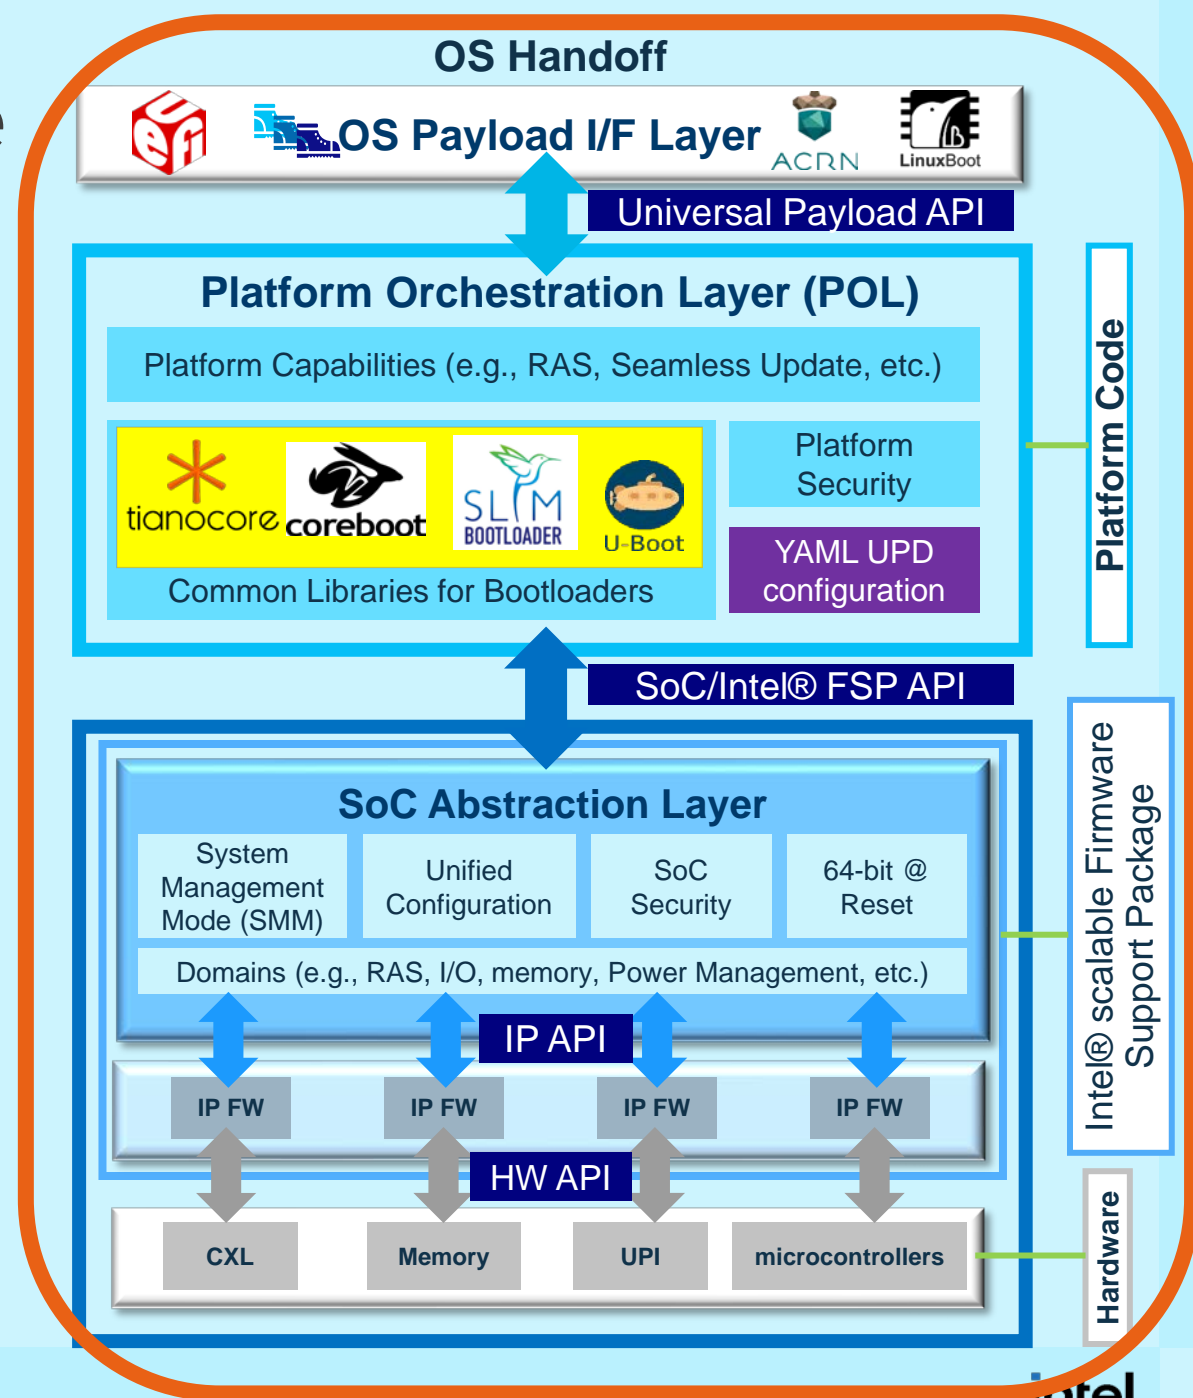 OS Handoff
UEFi
OS Payload I/F Layer
ACRN
LinuxBoot
Universal Payload API
Platform Orchestration Layer (POL)
Platform Capabilities (e.g., RAS, Seamless Update, etc.)
tianocore
coreboot
SLIM
BOOTLOADER
U-Boot
Common Libraries for Bootloaders
Platform
Security
YAML UPD
configuration
Platform Code
SoC/Intel® FSP API
SoC Abstraction Layer
System
Management
Mode (SMM)
Unified
Configuration
SoC
Security
64-bit @
Reset
Domains (e.g., RAS, I/O, memory, Power Management, etc.)
IP API
IP FW
IP FW
IP FW
IP FW
Intel® scalable Firmware
Support Package
HW API
CXL
Memory
UPI
microcontrollers
Hardware